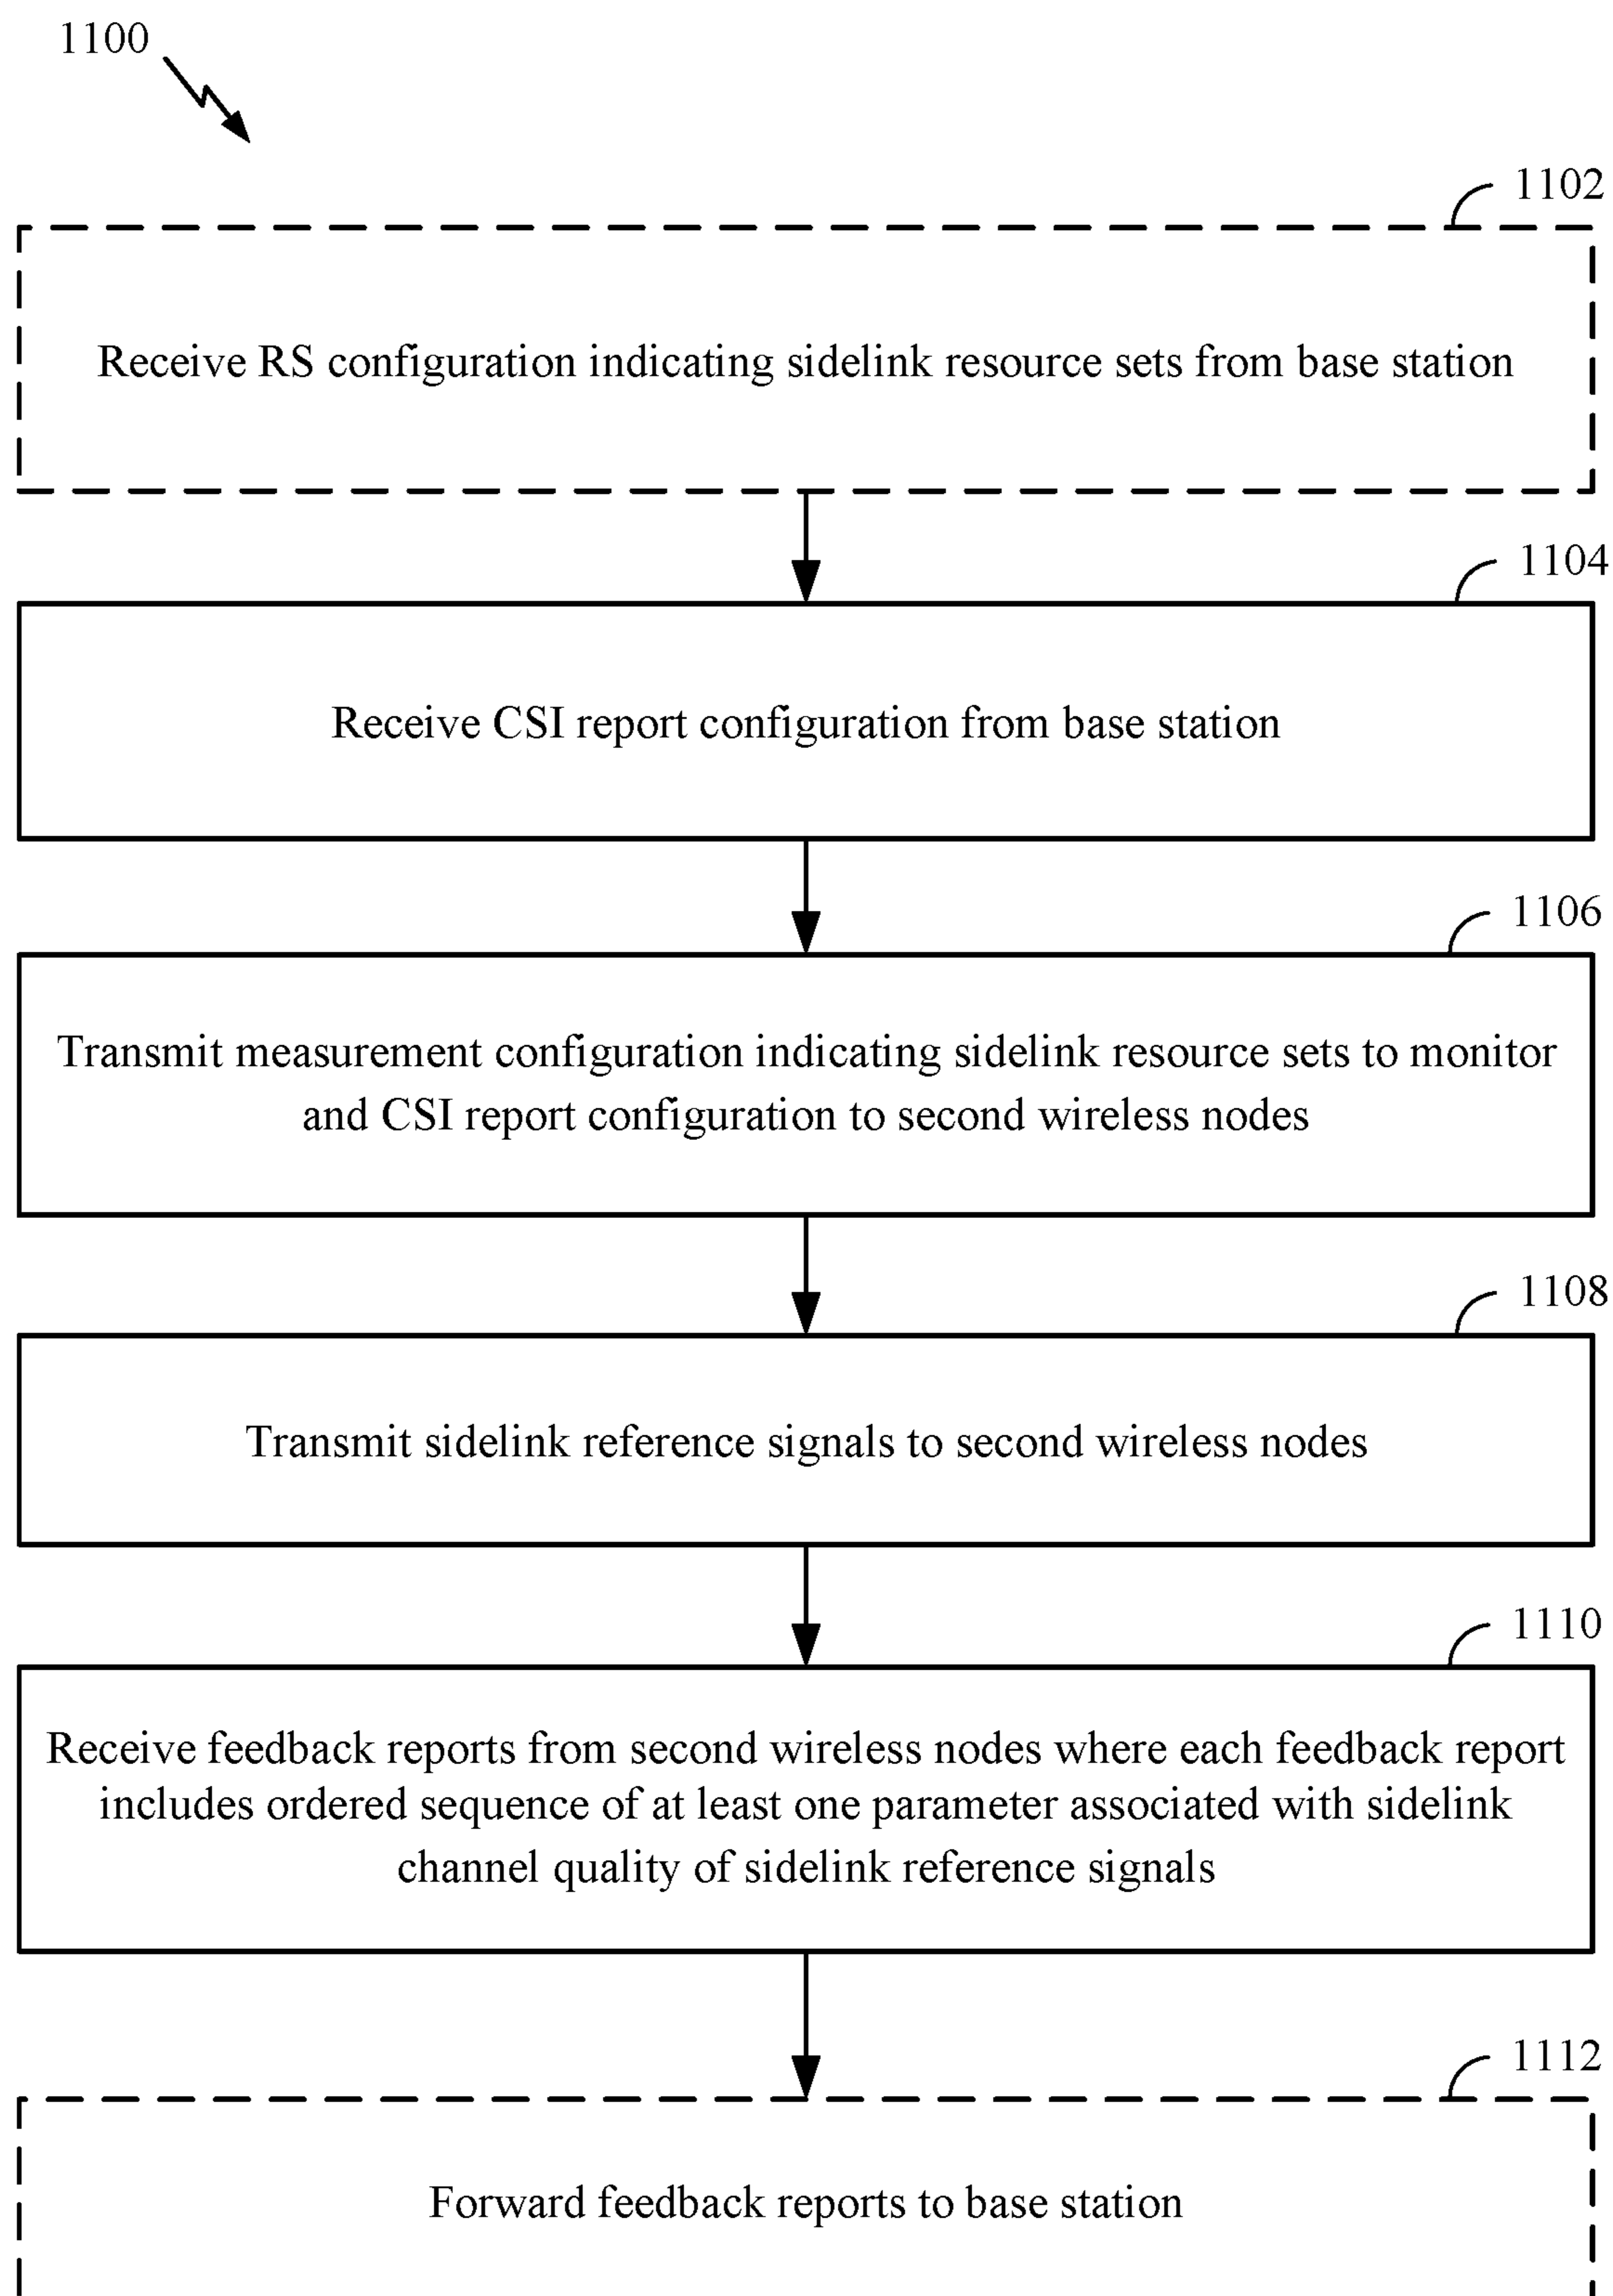 1100
1102
Receive RS configuration indicating sidelink resource sets from base station
1104
Receive CSI report configuration from base station
1106
Transmit measurement configuration indicating sidelink resource sets to monitor
and CSI report configuration to second wireless nodes
1108
Transmit sidelink reference signals to second wireless nodes
1110
Receive feedback reports from second wireless nodes where each feedback report
includes ordered sequence of at least one parameter associated with sidelink
channel quality of sidelink reference signals
1112
Forward feedback reports to base station